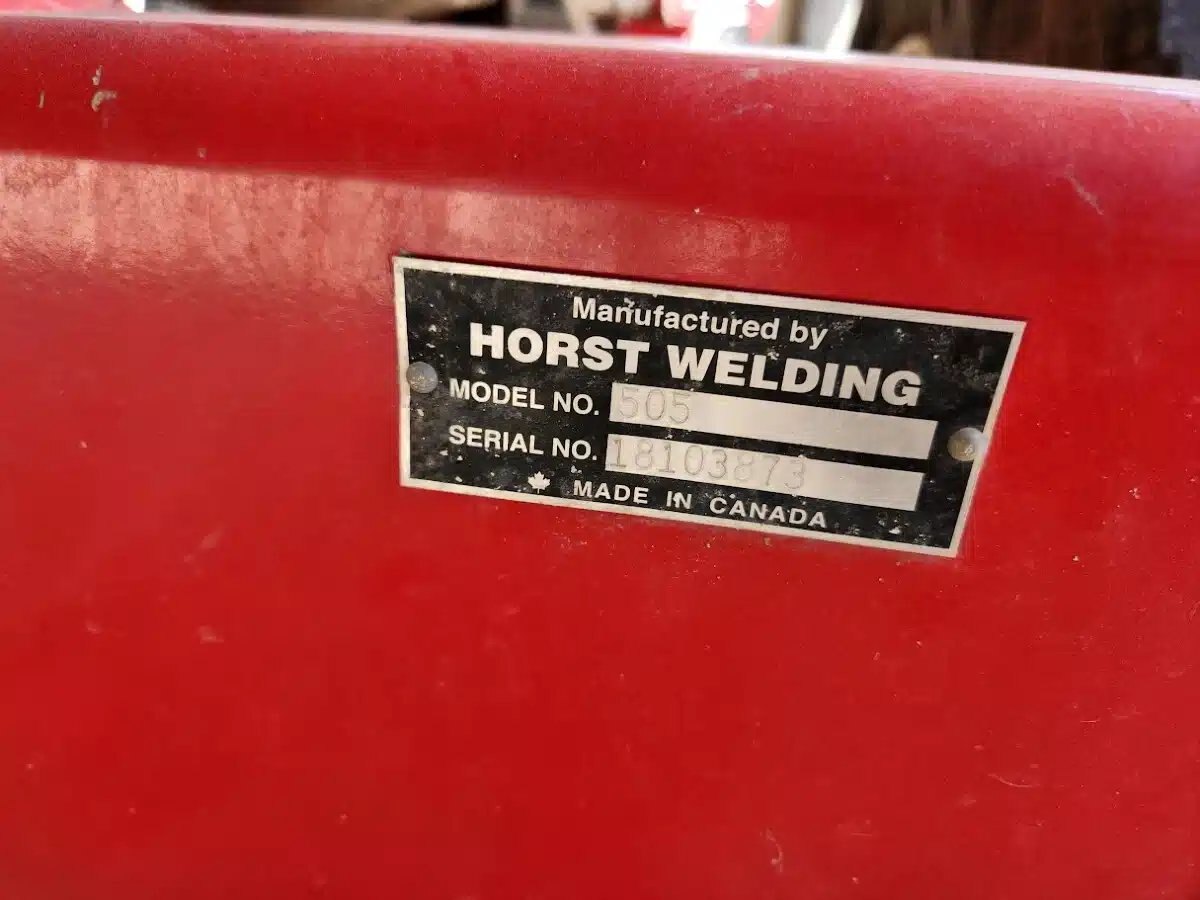 Manufactured by
HORST WELDING
MODEL NO. 505
SERIAL NO. 18103873
MADE IN CANADA